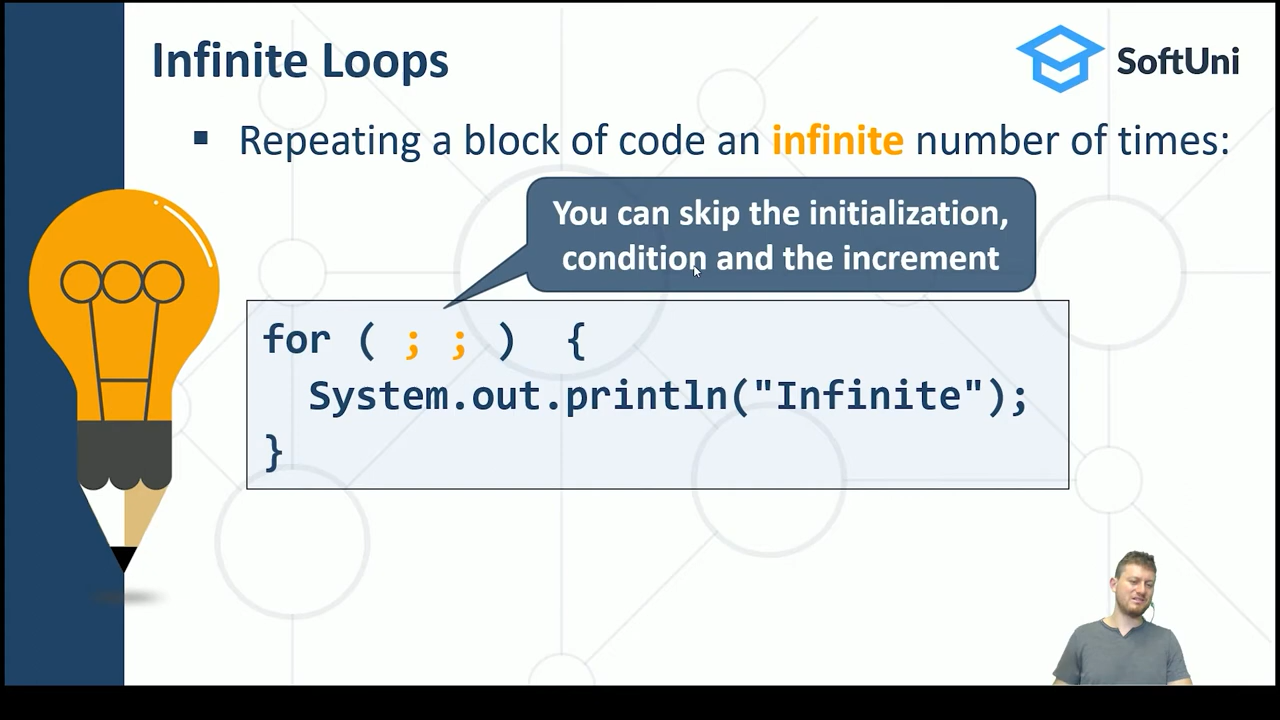 Infinite Loops
SoftUni
▪ Repeating a block of code an infinite number of times:
You can skip the initialization,
condition and the increment
for ( ; ; ) {
  System.out.println("Infinite");
}